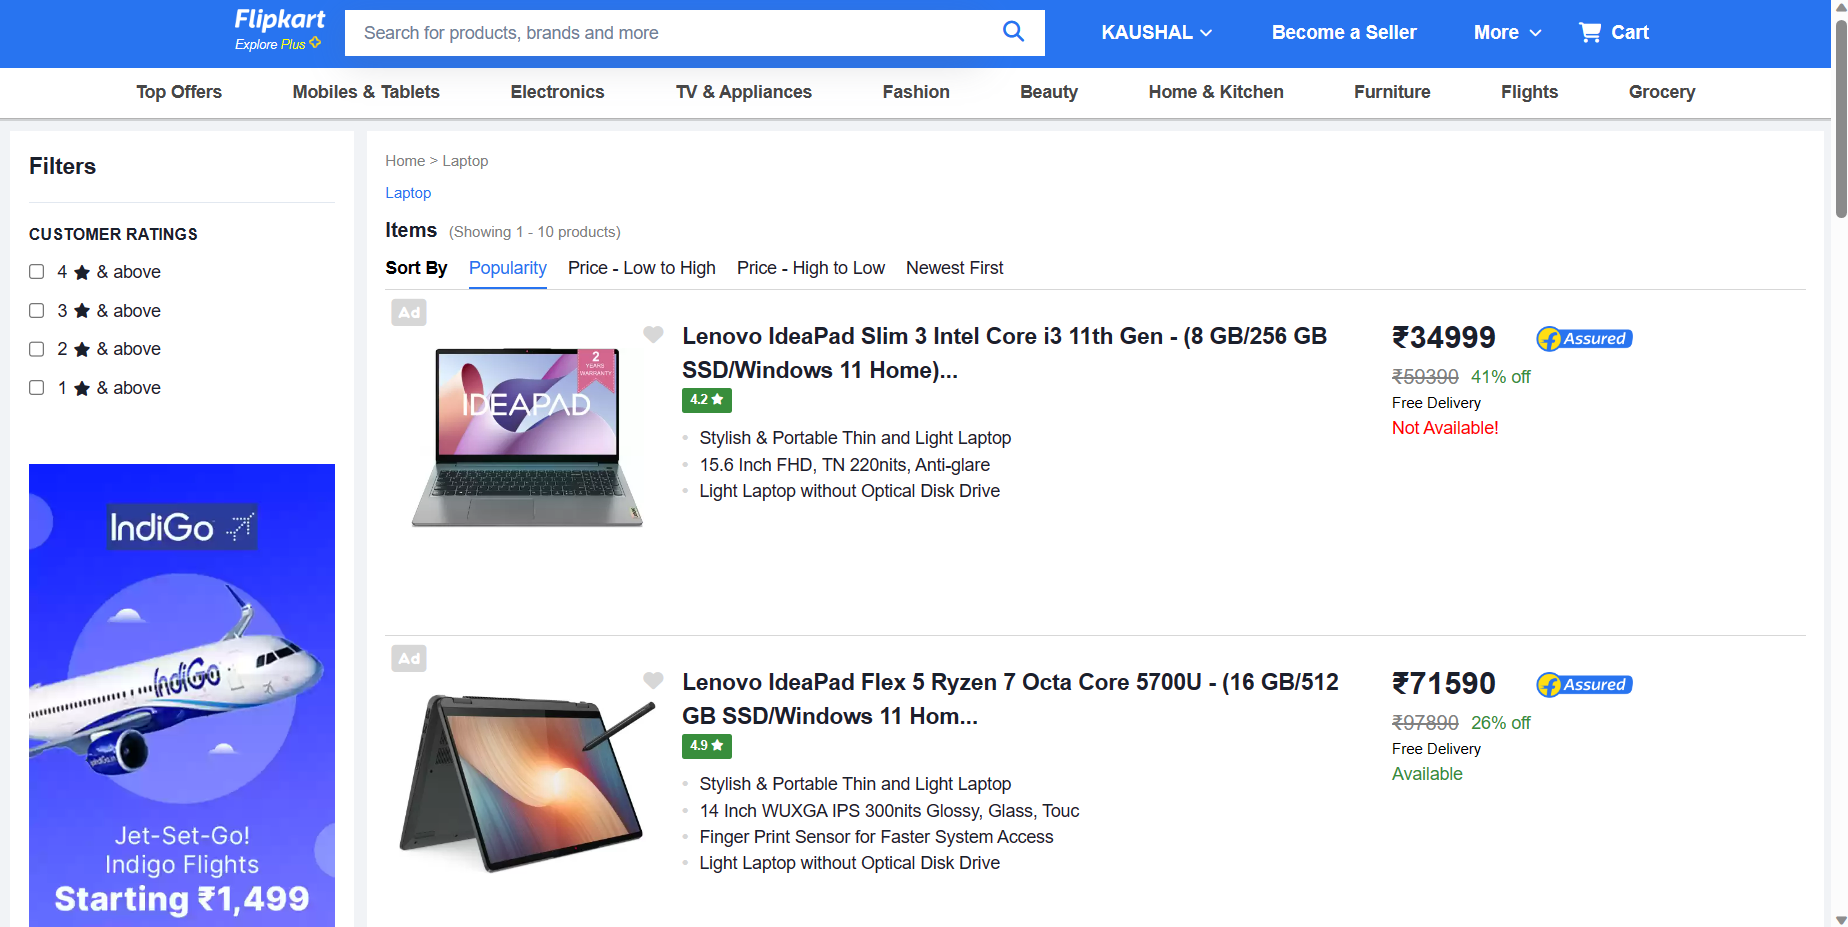 Flipkart
Explore Plus
Search for products, brands and more
KAUSHAL
Become a Seller
More
Cart
Top Offers
Mobiles & Tablets
Electronics
TV & Appliances
Fashion
Beauty
Home & Kitchen
Furniture
Flights
Grocery
Filters
CUSTOMER RATINGS
4 ★ & above
3 ★ & above
2 ★ & above
1 ★ & above
IndiGo
IndiGo
IndiGo
Jet-Set-Go!
Indigo Flights
Starting ₹1,499
Home > Laptop
Laptop
Items (Showing 1 - 10 products)
Sort By Popularity Price - Low to High Price - High to Low Newest First
Ad
2
YEARS
WARRANTY
IDEAPAD
Lenovo IdeaPad Slim 3 Intel Core i3 11th Gen - (8 GB/256 GB
SSD/Windows 11 Home)...
4.2 ★
Stylish & Portable Thin and Light Laptop
15.6 Inch FHD, TN 220nits, Anti-glare
Light Laptop without Optical Disk Drive
₹34999
Assured
₹59390 41% off
Free Delivery
Not Available!
Ad
Lenovo IdeaPad Flex 5 Ryzen 7 Octa Core 5700U - (16 GB/512
GB SSD/Windows 11 Hom...
4.9 ★
Stylish & Portable Thin and Light Laptop
14 Inch WUXGA IPS 300nits Glossy, Glass, Touc
Finger Print Sensor for Faster System Access
Light Laptop without Optical Disk Drive
₹71590
Assured
₹97890 26% off
Free Delivery
Available